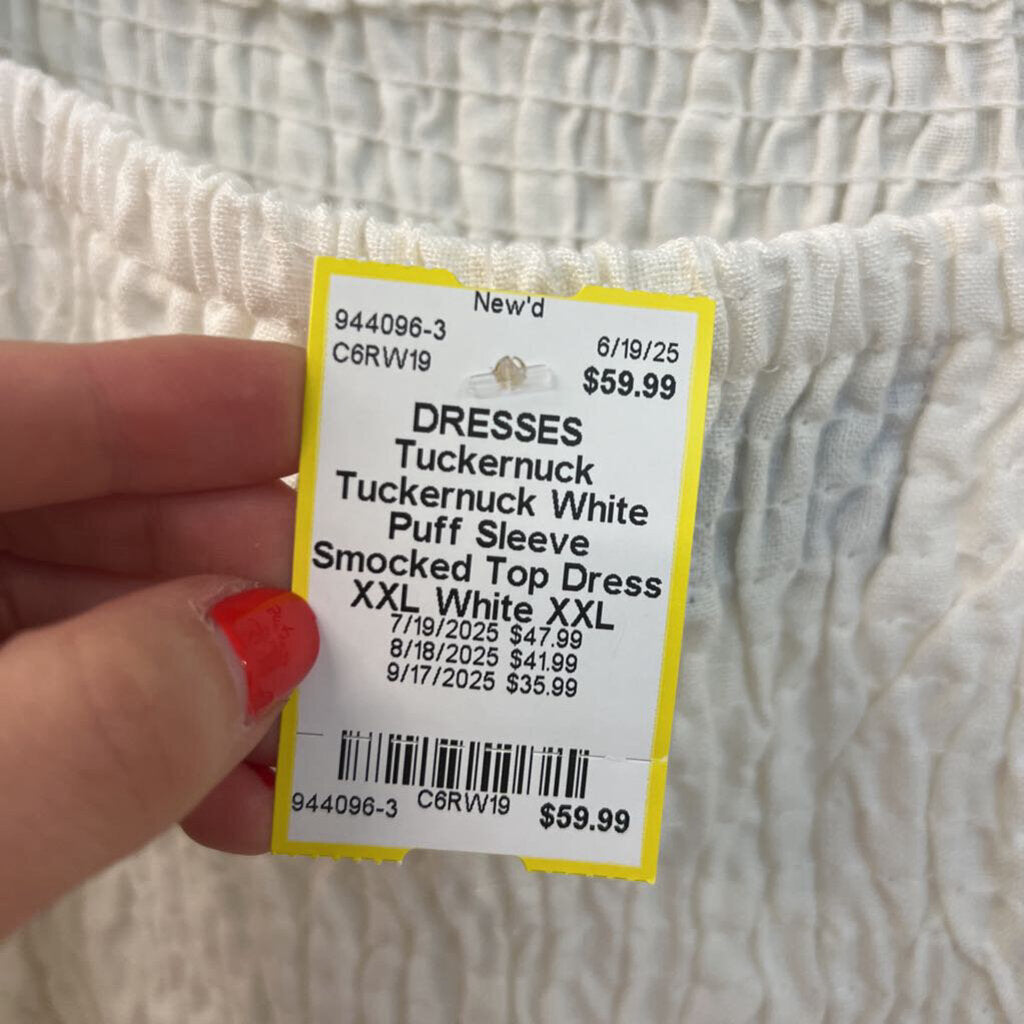 New'd
944096-3
6/19/25
C6RW19
$59.99
DRESSES
Tuckernuck
Tuckernuck White
Puff Sleeve
Smocked Top Dress
XXL White XXL
7/19/2025 $47.99
8/18/2025 $41.99
9/17/2025 $35.99
944096-3 C6RW19 $59.99